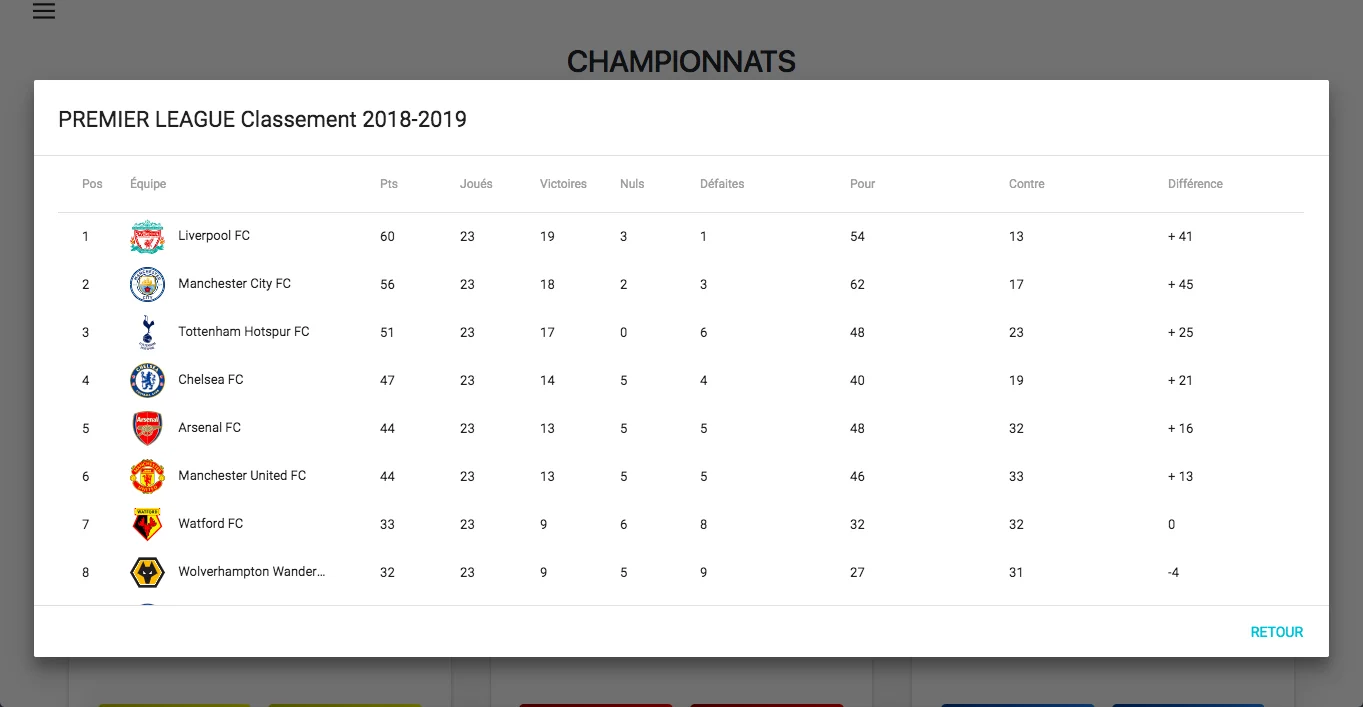 CHAMPIONNATS
PREMIER LEAGUE Classement 2018-2019
Pos Équipe Pts Joués Victoires Nuls Défaites Pour Contre Différence
1 Liverpool FC 60 23 19 3 1 54 13 + 41
2 Manchester City FC 56 23 18 2 3 62 17 + 45
3 Tottenham Hotspur FC 51 23 17 0 6 48 23 + 25
4 Chelsea FC 47 23 14 5 4 40 19 + 21
5 Arsenal FC 44 23 13 5 5 48 32 + 16
6 Manchester United FC 44 23 13 5 5 46 33 + 13
7 Watford FC 33 23 9 6 8 32 32 0
8 Wolverhampton Wander... 32 23 9 5 9 27 31 -4
RETOUR